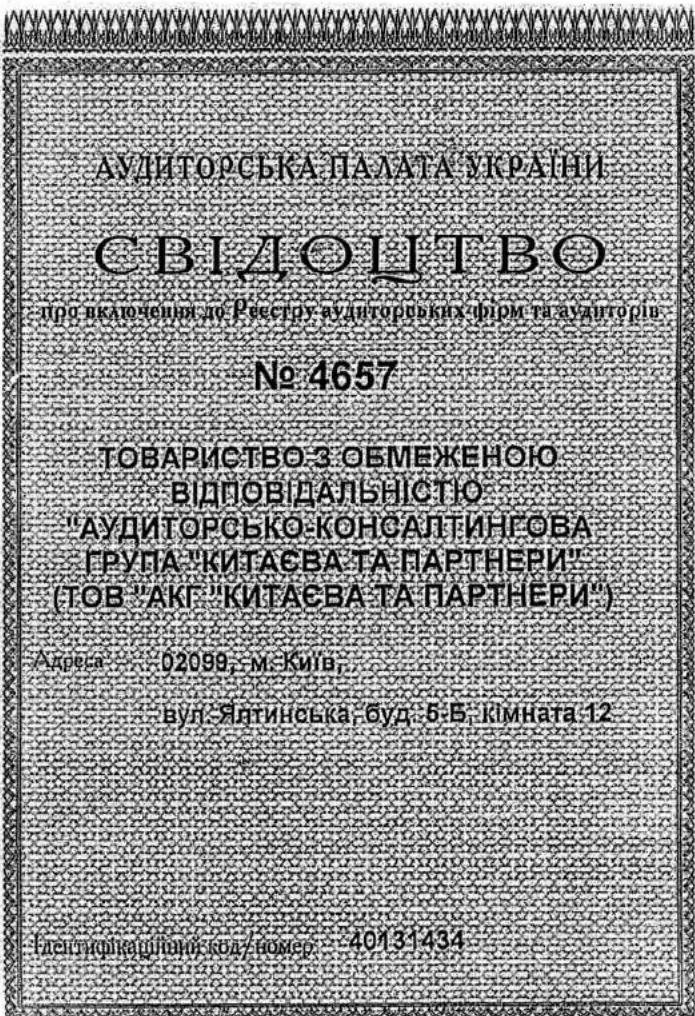 АУДИТОРСЬКА ПАЛАТА УКРАЇНИ
СВІДОЦТВО
про включення до Реєстру аудиторських фірм та аудиторів
№ 4657
ТОВАРИСТВО З ОБМЕЖЕНОЮ
ВІДПОВІДАЛЬНІСТЮ
"АУДИТОРСЬКО-КОНСАЛТИНГОВА
ГРУПА "КИТАЄВА ТА ПАРТНЕРИ"
(ТОВ "АКГ "КИТАЄВА ТА ПАРТНЕРИ")
Адреса 02099, м. Київ,
вул. Ялтинська, буд. 5-Б, кімната 12
Ідентифікаційний код/номер 40131434